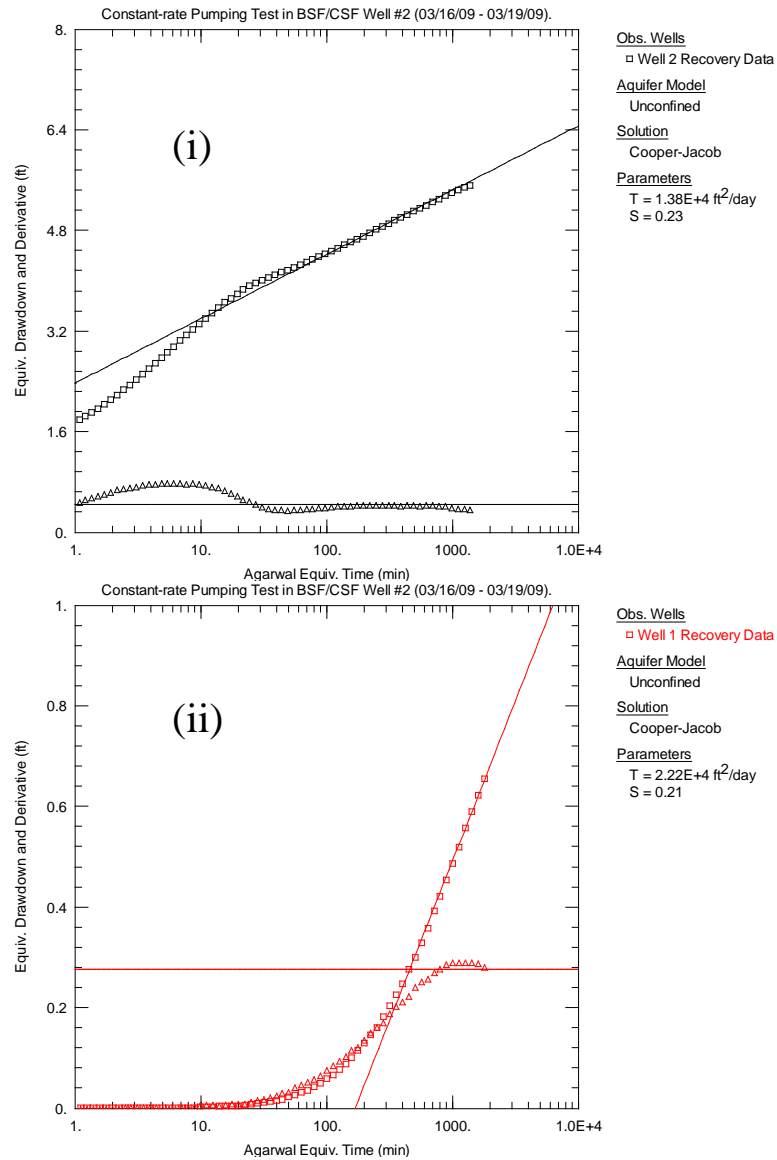 Constant-rate Pumping Test in BSF/CSF Well #2 (03/16/09 - 03/19/09).
8.
6.4
4.8
3.2
1.6
0.
Equiv. Drawdown and Derivative (ft)
(i)
1.
10.
100.
1000.
1.0E+4
Agarwal Equiv. Time (min)
Obs. Wells
Well 2 Recovery Data
Aquifer Model
Unconfined
Solution
Cooper-Jacob
Parameters
T = 1.38E+4 ft²/day
S = 0.23
Constant-rate Pumping Test in BSF/CSF Well #2 (03/16/09 - 03/19/09).
1.
0.8
0.6
0.4
0.2
0.
Equiv. Drawdown and Derivative (ft)
(ii)
1.
10.
100.
1000.
1.0E+4
Agarwal Equiv. Time (min)
Obs. Wells
Well 1 Recovery Data
Aquifer Model
Unconfined
Solution
Cooper-Jacob
Parameters
T = 2.22E+4 ft²/day
S = 0.21